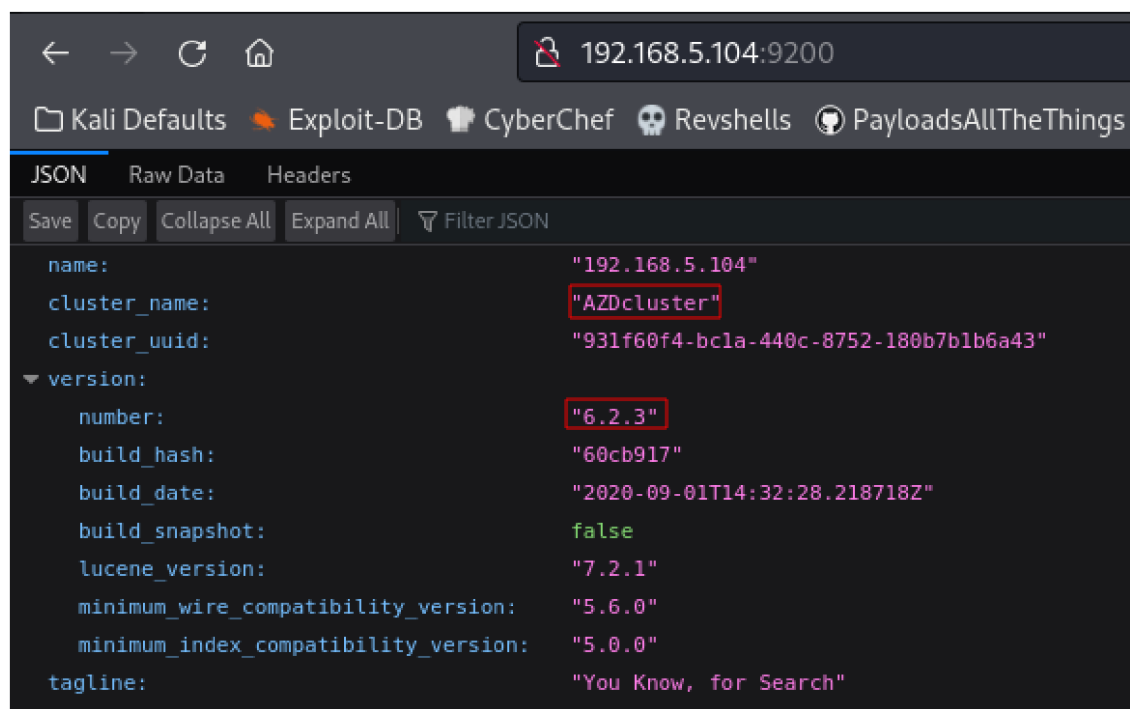 192.168.5.104:9200
Kali Defaults Exploit-DB CyberChef Revshells PayloadsAllTheThings
JSON Raw Data Headers
Save Copy Collapse All Expand All Filter JSON
name: "192.168.5.104"
cluster_name: "AZDcluster"
cluster_uuid: "931f60f4-bc1a-440c-8752-180b7b1b6a43"
version:
number: "6.2.3"
build_hash: "60cb917"
build_date: "2020-09-01T14:32:28.218718Z"
build_snapshot: false
lucene_version: "7.2.1"
minimum_wire_compatibility_version: "5.6.0"
minimum_index_compatibility_version: "5.0.0"
tagline: "You Know, for Search"